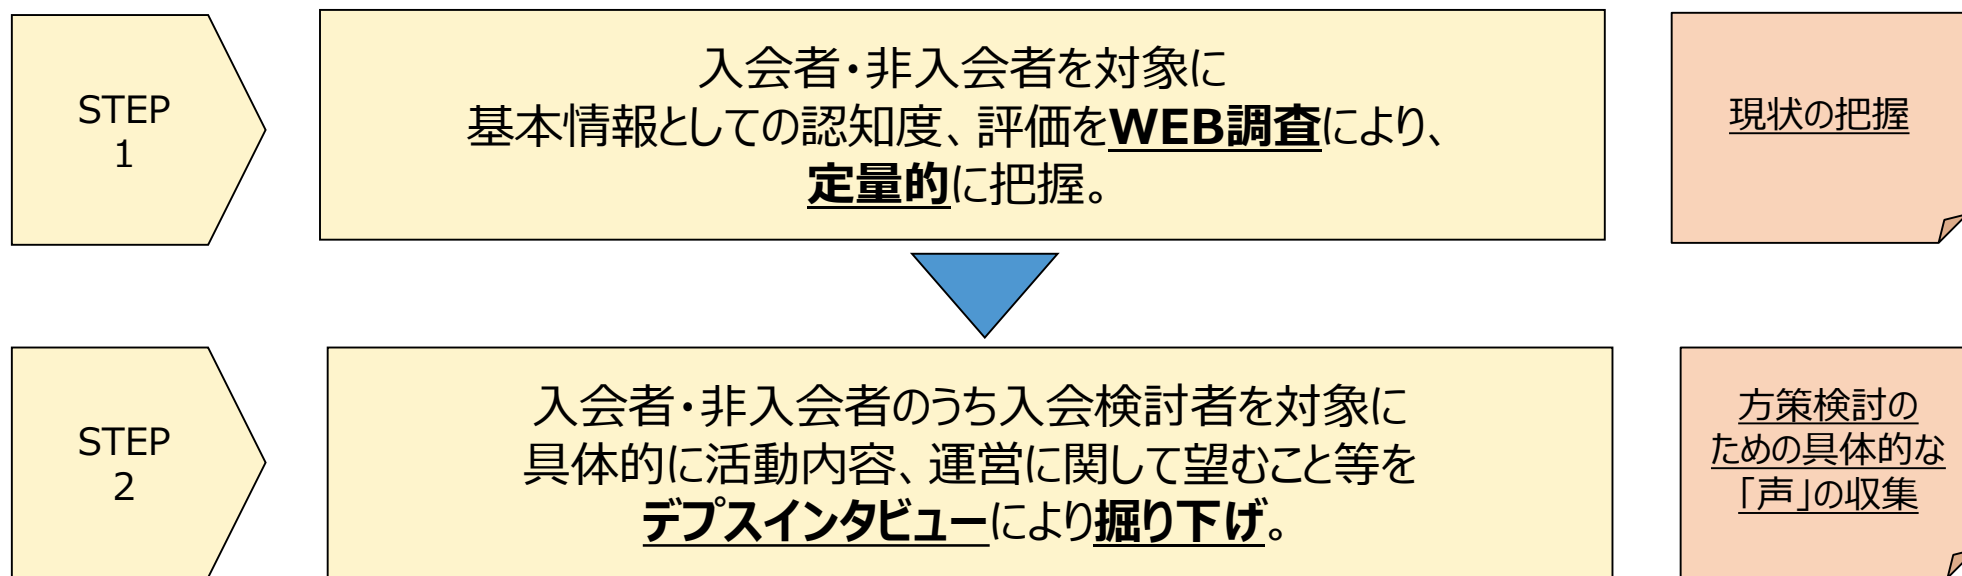 STEP
1
入会者・非入会者を対象に
基本情報としての認知度、評価をWEB調査により、
定量的に把握。
現状の把握
STEP
2
入会者・非入会者のうち入会検討者を対象に
具体的に活動内容、運営に関して望むこと等を
デプスインタビューにより掘り下げ。
方策検討の
ための具体的な
「声」の収集